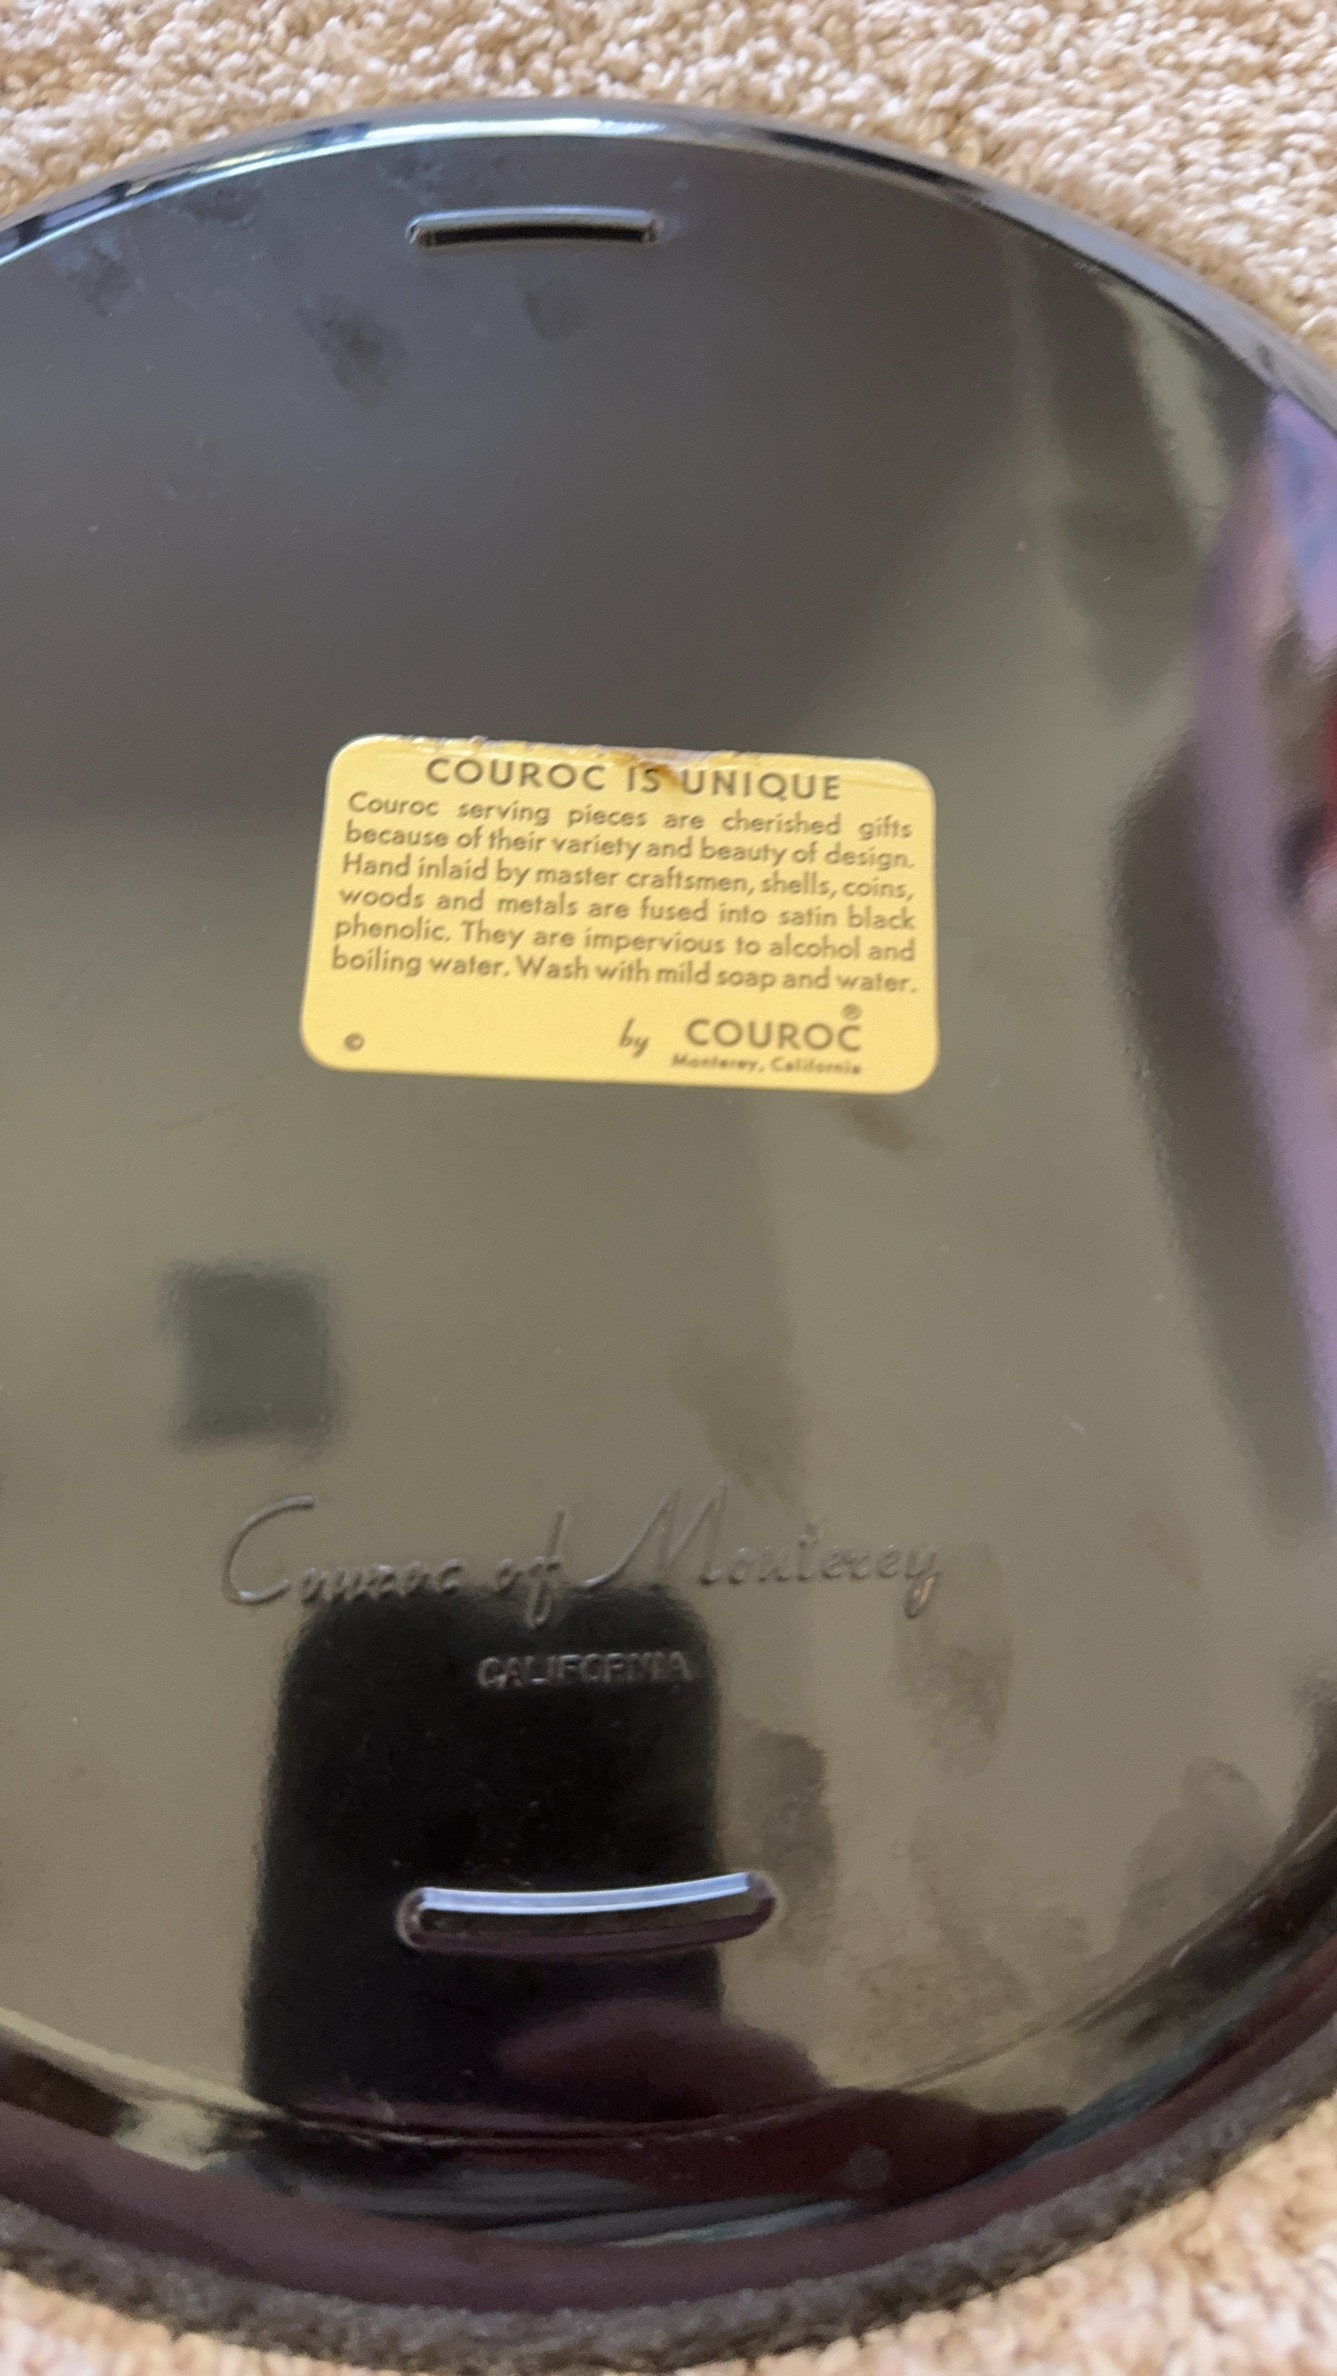 COUROC IS UNIQUE
Couroc serving pieces are cherished gifts
because of their variety and beauty of design.
Hand inlaid by master craftsmen, shells, coins,
woods and metals are fused into satin black
phenolic. They are impervious to alcohol and
boiling water. Wash with mild soap and water.
®
© by COUROC
Monterey, California
Couroc of Monterey
CALIFORNIA